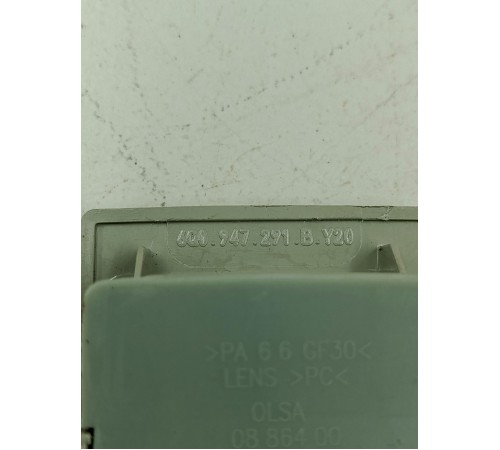 6Q0.947.291.B.Y20
>PA 6 6 GF30<
LENS >PC<
OLSA
08 864 00